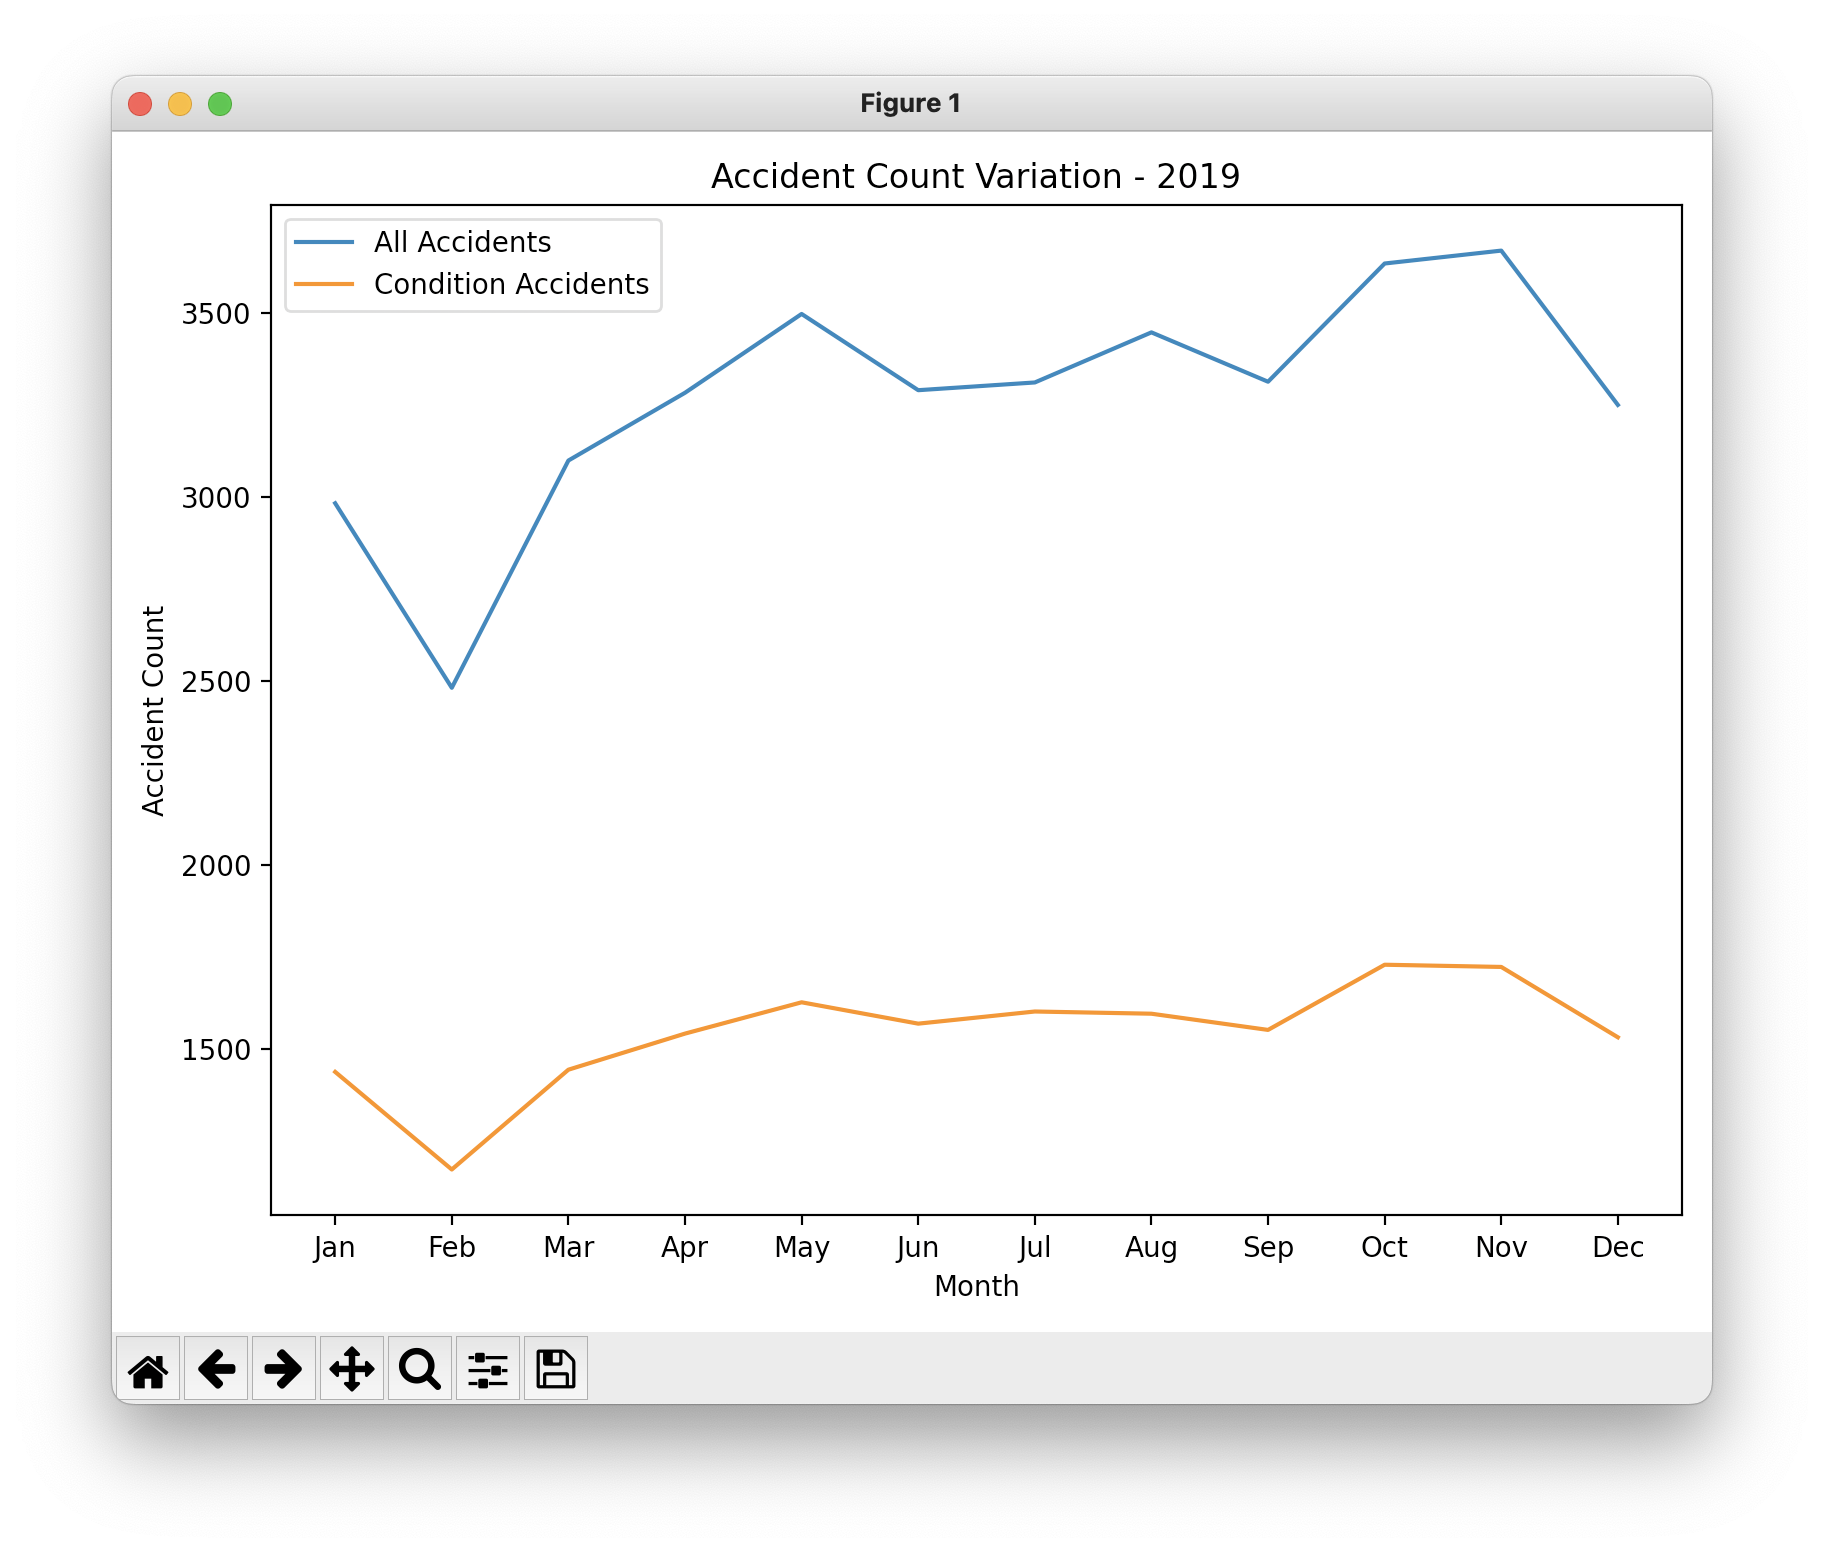 Figure 1
Accident Count Variation - 2019
All Accidents
Condition Accidents
3500
3000
2500
2000
1500
Accident Count
Jan Feb Mar Apr May Jun Jul Aug Sep Oct Nov Dec
Month